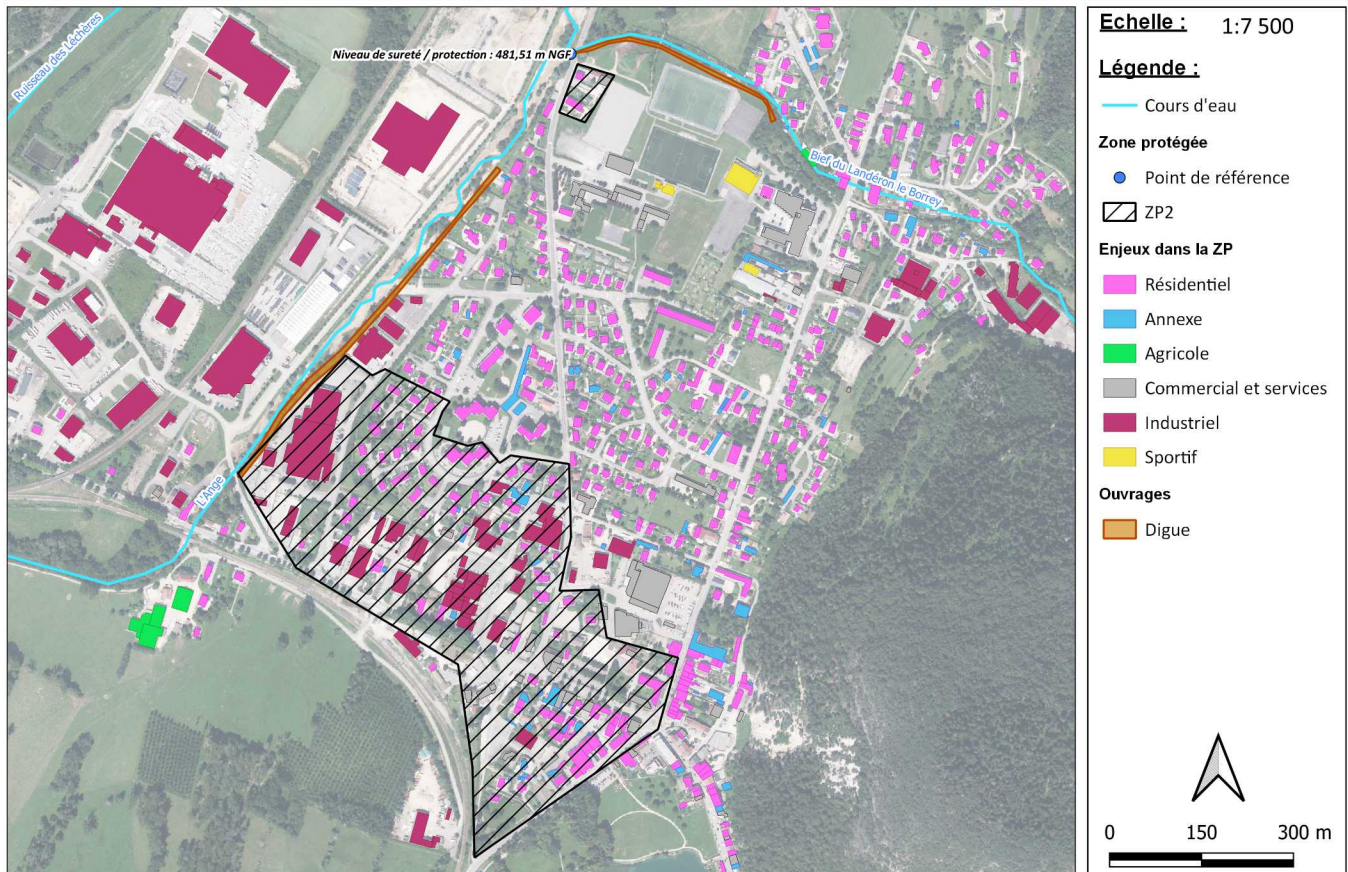 Ruisseau des Léchères
Niveau de sureté / protection : 481,51 m NGF
Bief du Landéron le Borrey
L'Ange
Echelle : 1:7 500
Légende :
Cours d'eau
Zone protégée
Point de référence
ZP2
Enjeux dans la ZP
Résidentiel
Annexe
Agricole
Commercial et services
Industriel
Sportif
Ouvrages
Digue
0 150 300 m